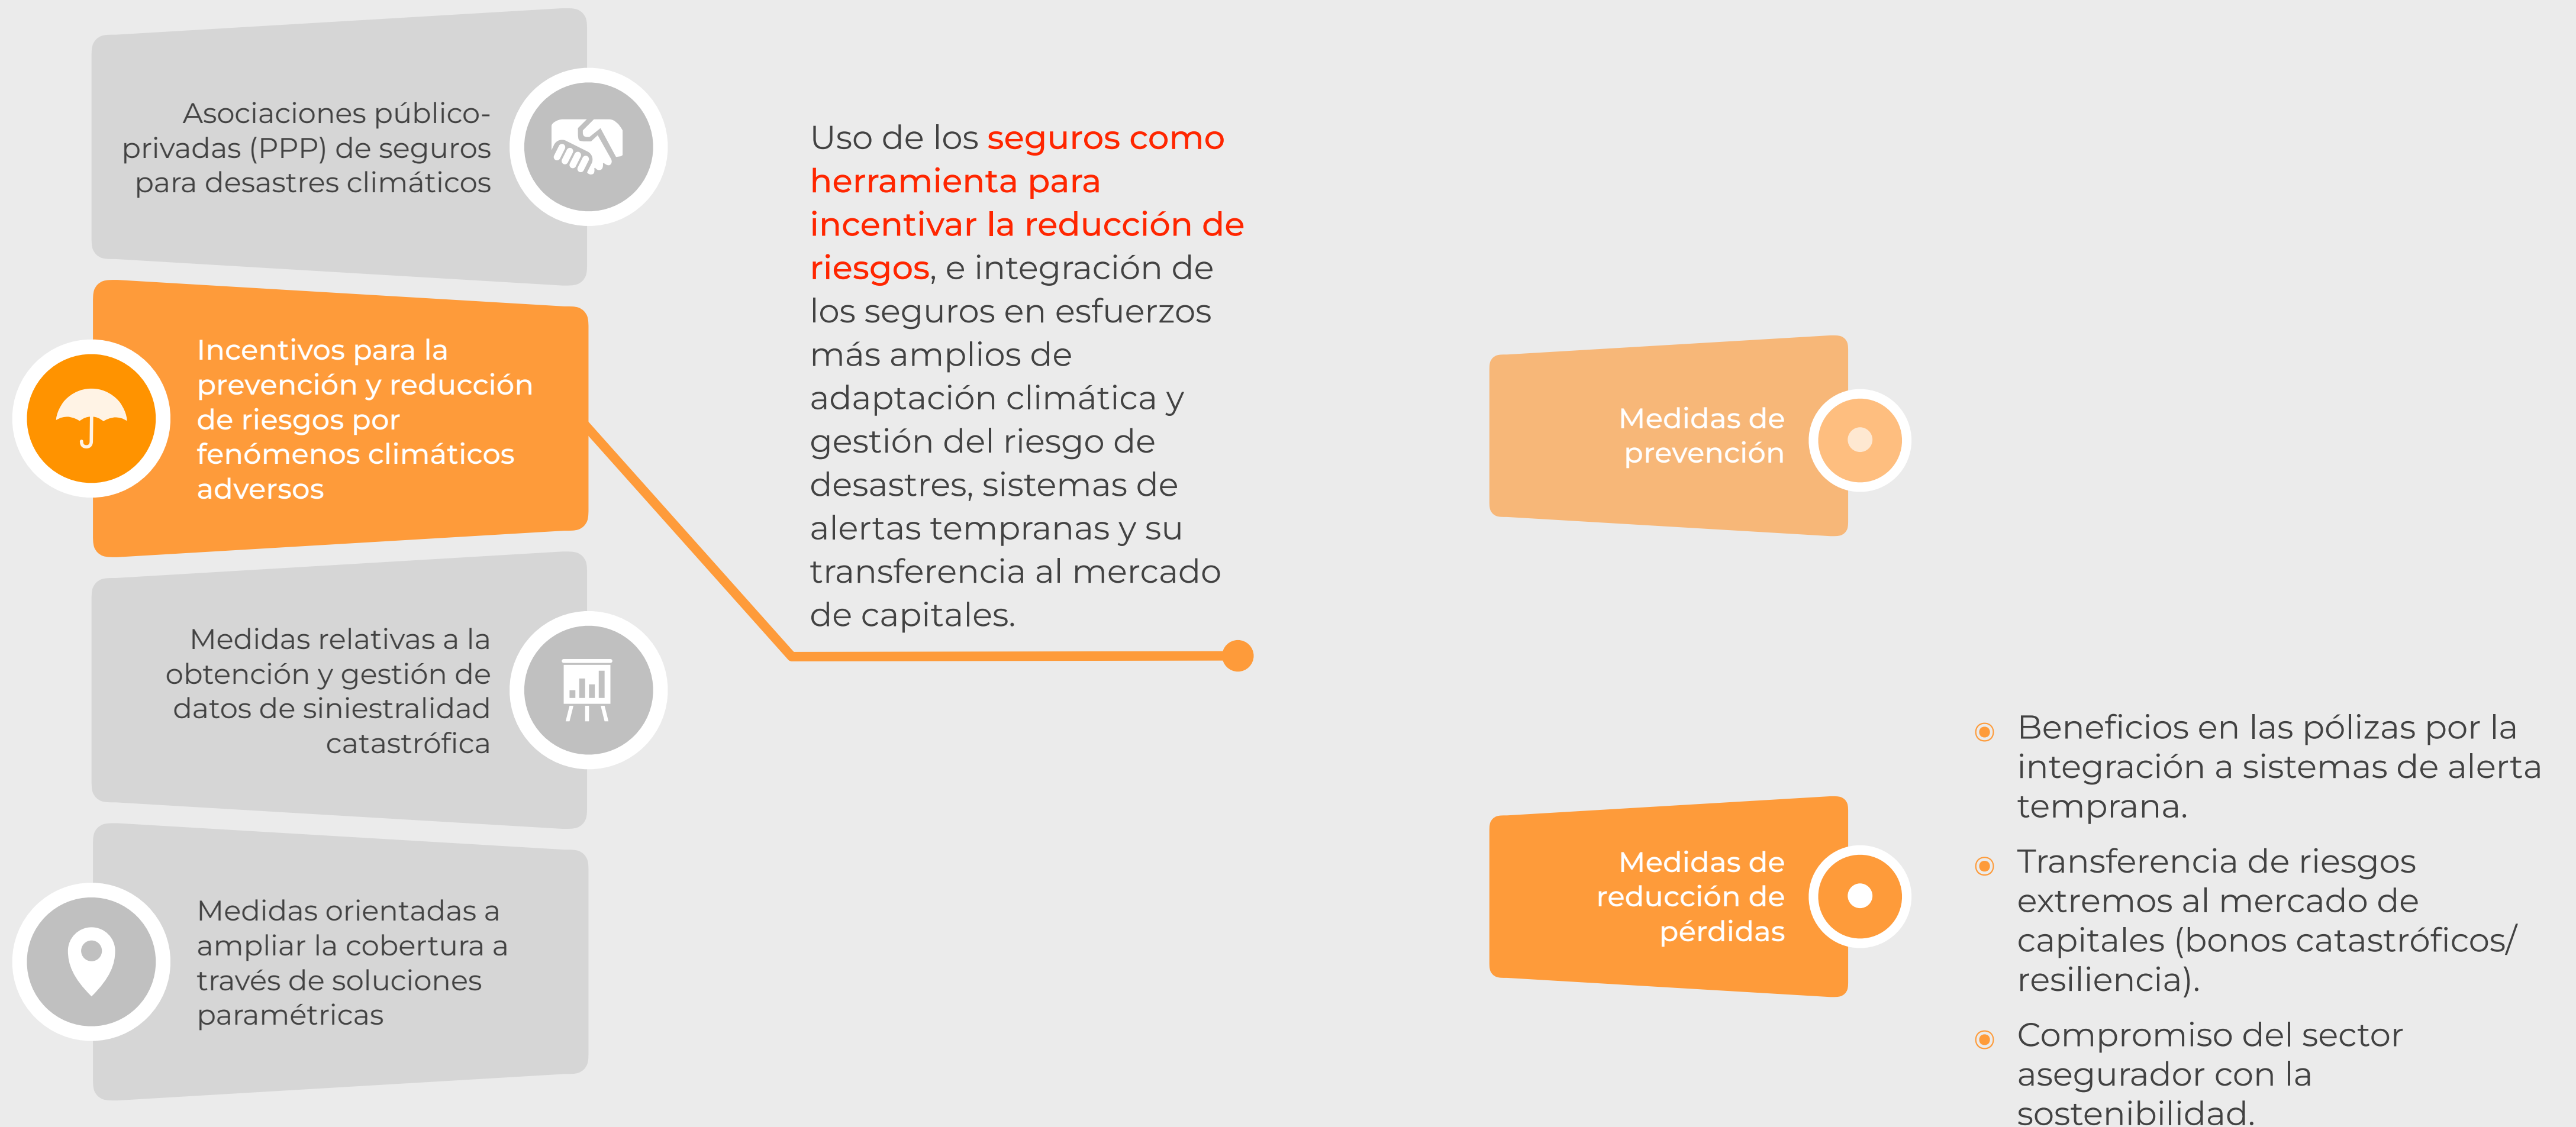 Asociaciones público-
privadas (PPP) de seguros
para desastres climáticos
Incentivos para la
prevención y reducción
de riesgos por
fenómenos climáticos
adversos
Medidas relativas a la
obtención y gestión de
datos de siniestralidad
catastrófica
Medidas orientadas a
ampliar la cobertura a
través de soluciones
paramétricas
Uso de los seguros como
herramienta para
incentivar la reducción de
riesgos, e integración de
los seguros en esfuerzos
más amplios de
adaptación climática y
gestión del riesgo de
desastres, sistemas de
alertas tempranas y su
transferencia al mercado
de capitales.
Medidas de
prevención
Medidas de
reducción de
pérdidas
Beneficios en las pólizas por la
integración a sistemas de alerta
temprana.
Transferencia de riesgos
extremos al mercado de
capitales (bonos catastróficos/
resiliencia).
Compromiso del sector
asegurador con la
sostenibilidad.